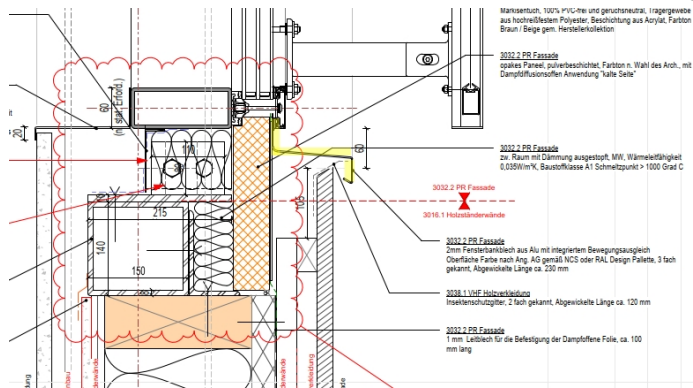 Markisentuch, 100% PVC-frei und geruchsneutral, Trägergewebe
aus hochreißfestem Polyester, Beschichtung aus Acrylat, Farbton
Braun / Beige gem. Herstellerkollektion
3032.2 PR Fassade
opakes Paneel, pulverbeschichtet, Farbton n. Wahl des Arch., mit
Dampfdiffusionsoffen Anwendung "kalte Seite"
3032.2 PR Fassade
zw. Raum mit Dämmung ausgestopft, MW, Wärmeleitfähigkeit
0,035W/m²K, Baustoffklasse A1 Schmeltzpunkt > 1000 Grad C
3032.2 PR Fassade
3016.1 Holzständerwände
3032.2 PR Fassade
2mm Fensterbankblech aus Alu mit integriertem Bewegungsausgleich
Oberfläche Farbe nach Ang. AG gemäß NCS oder RAL Design Pallette, 3 fach
gekannt, Abgewickelte Länge ca. 230 mm
3038.1 VHF Holzverkleidung
Insektenschutzgitter, 2 fach gekannt, Abgewickelte Länge ca. 120 mm
3032.2 PR Fassade
1 mm Leitblech für die Befestigung der Dampfoffene Folie, ca. 100
mm lang
60
(n. stat. Erford.)
20
110
60
215
105
140
150